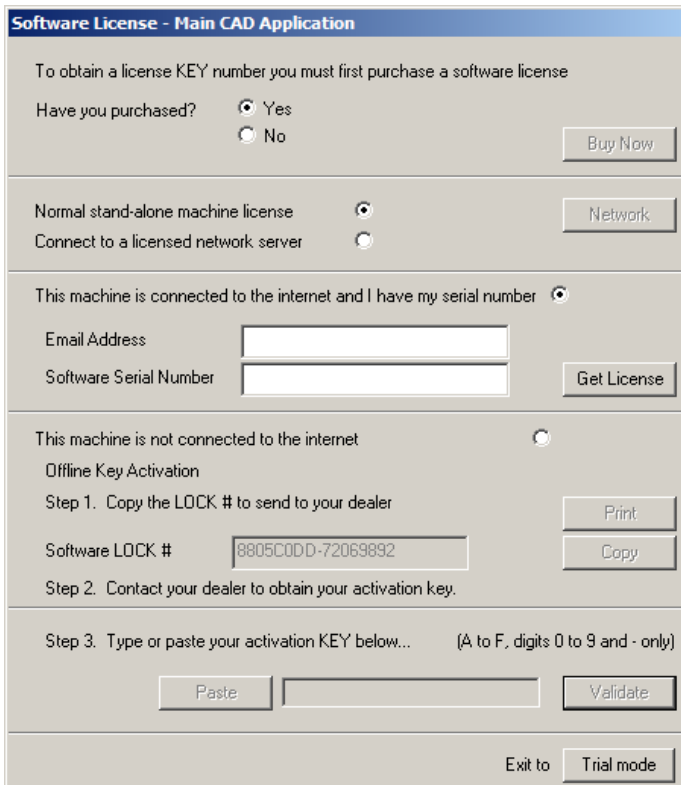 Software License - Main CAD Application
To obtain a license KEY number you must first purchase a software license
Have you purchased? Yes
No
Buy Now
Normal stand-alone machine license
Network
Connect to a licensed network server
This machine is connected to the internet and I have my serial number
Email Address
Software Serial Number
Get License
This machine is not connected to the internet
Offline Key Activation
Step 1. Copy the LOCK # to send to your dealer
Print
Software LOCK # 8805C0DD-72069892 Copy
Step 2. Contact your dealer to obtain your activation key.
Step 3. Type or paste your activation KEY below... (A to F, digits 0 to 9 and - only)
Paste Validate
Exit to Trial mode